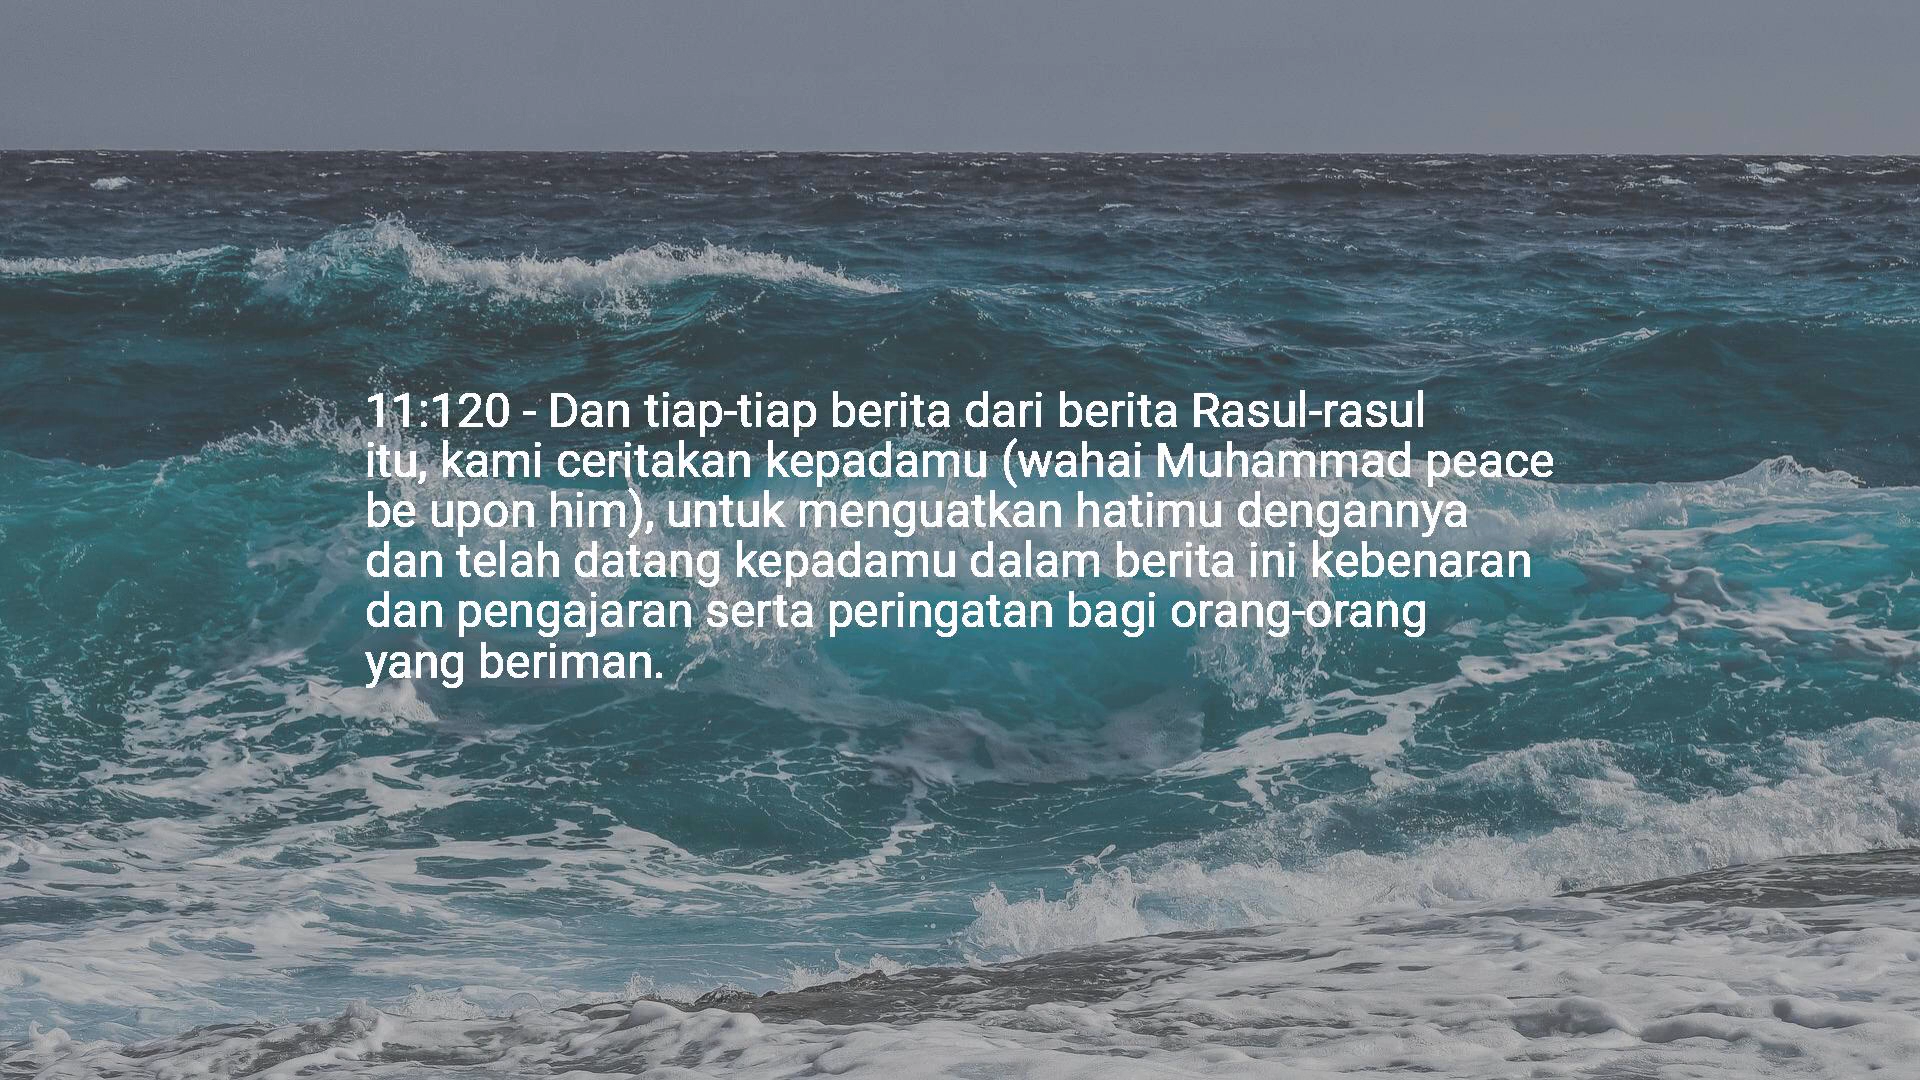 11:120 - Dan tiap-tiap berita dari berita Rasul-rasul
itu, kami ceritakan kepadamu (wahai Muhammad peace
be upon him), untuk menguatkan hatimu dengannya
dan telah datang kepadamu dalam berita ini kebenaran
dan pengajaran serta peringatan bagi orang-orang
yang beriman.